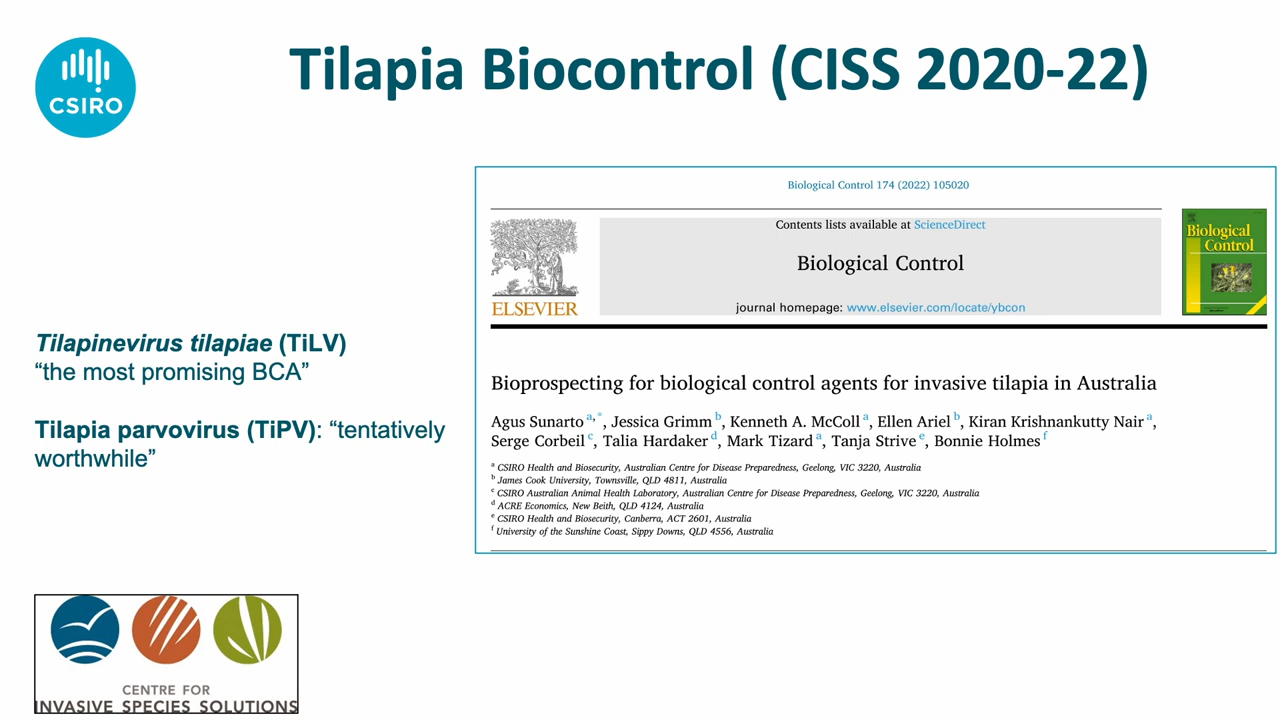 CSIRO
Tilapia Biocontrol (CISS 2020-22)
Tilapinevirus tilapiae (TiLV)
“the most promising BCA”
Tilapia parvovirus (TiPV): “tentatively
worthwhile”
Biological Control 174 (2022) 105020
Contents lists available at ScienceDirect
Biological Control
journal homepage: www.elsevier.com/locate/ybcon
ELSEVIER
Biological
Control
Bioprospecting for biological control agents for invasive tilapia in Australia
Agus Sunarto a,*, Jessica Grimm b, Kenneth A. McColl a, Ellen Ariel b, Kiran Krishnankutty Nair a,
Serge Corbeil c, Talia Hardaker d, Mark Tizard a, Tanja Strive e, Bonnie Holmes f
a CSIRO Health and Biosecurity, Australian Centre for Disease Preparedness, Geelong, VIC 3220, Australia
b James Cook University, Townsville, QLD 4811, Australia
c CSIRO Australian Animal Health Laboratory, Australian Centre for Disease Preparedness, Geelong, VIC 3220, Australia
d ACRE Economics, New Beith, QLD 4124, Australia
e CSIRO Health and Biosecurity, Canberra, ACT 2601, Australia
f University of the Sunshine Coast, Sippy Downs, QLD 4556, Australia
CENTRE FOR
INVASIVE SPECIES SOLUTIONS